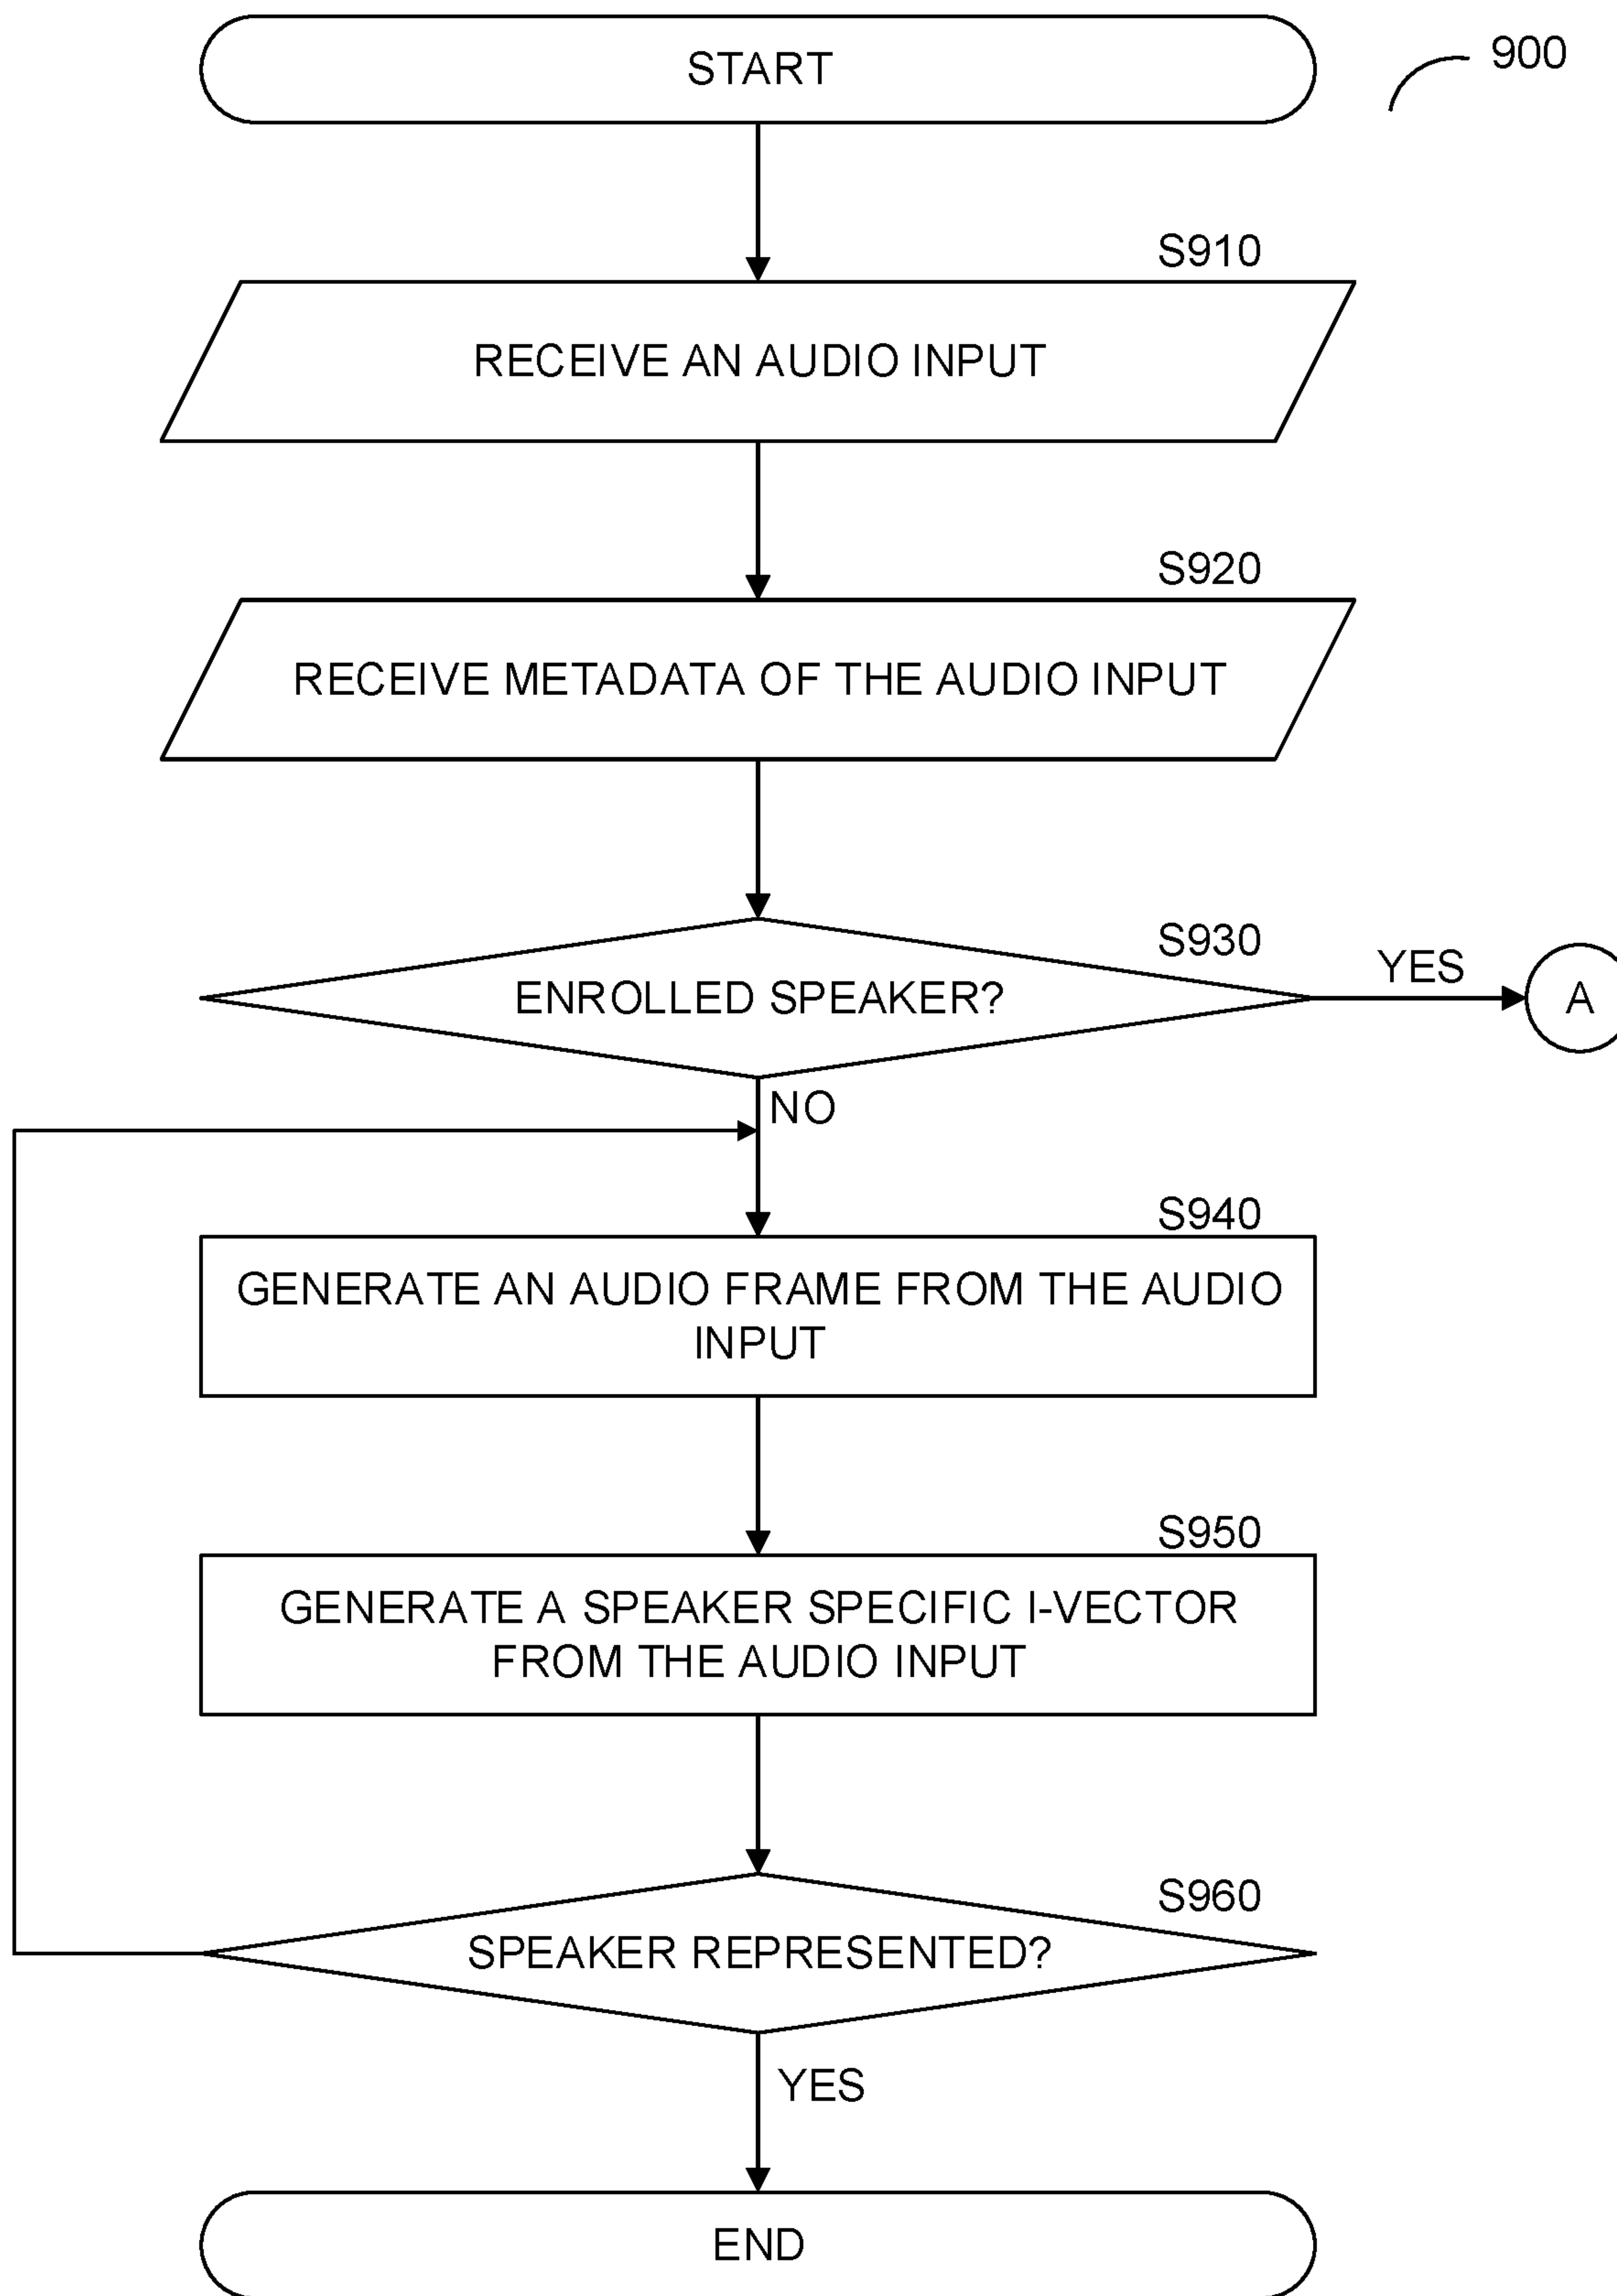 START
900
S910
RECEIVE AN AUDIO INPUT
S920
RECEIVE METADATA OF THE AUDIO INPUT
S930
ENROLLED SPEAKER?
YES
A
NO
S940
GENERATE AN AUDIO FRAME FROM THE AUDIO
INPUT
S950
GENERATE A SPEAKER SPECIFIC I-VECTOR
FROM THE AUDIO INPUT
S960
SPEAKER REPRESENTED?
YES
END